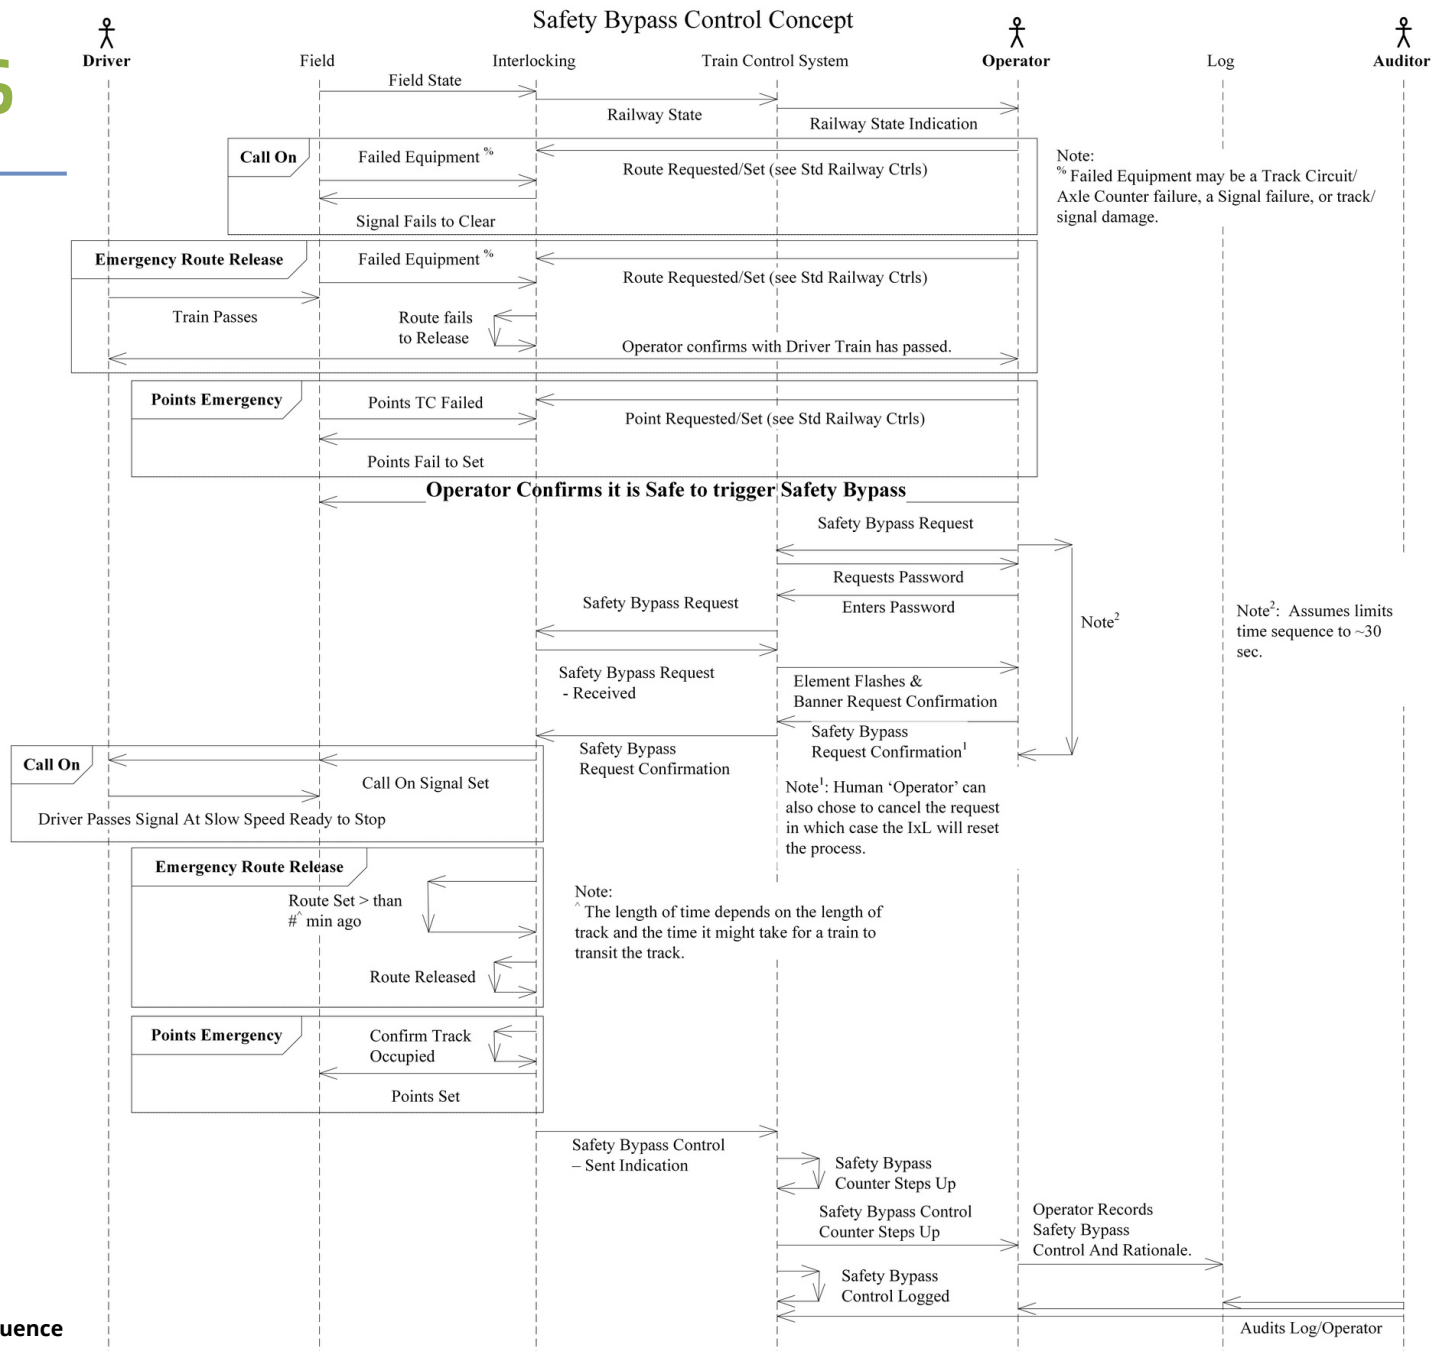 Safety Bypass Control Concept
S
Driver
Field
Interlocking
Train Control System
Operator
Log
Auditor
Field State
Railway State
Railway State Indication
Call On
Failed Equipment %
Route Requested/Set (see Std Railway Ctrls)
Signal Fails to Clear
Note:
% Failed Equipment may be a Track Circuit/
Axle Counter failure, a Signal failure, or track/
signal damage.
Emergency Route Release
Failed Equipment %
Route Requested/Set (see Std Railway Ctrls)
Train Passes
Route fails
to Release
Operator confirms with Driver Train has passed.
Points Emergency
Points TC Failed
Point Requested/Set (see Std Railway Ctrls)
Points Fail to Set
Operator Confirms it is Safe to trigger Safety Bypass
Safety Bypass Request
Requests Password
Enters Password
Safety Bypass Request
Note2
Note2: Assumes limits
time sequence to ~30
sec.
Safety Bypass Request
- Received
Element Flashes &
Banner Request Confirmation
Safety Bypass
Request Confirmation1
Safety Bypass
Request Confirmation
Call On
Call On Signal Set
Driver Passes Signal At Slow Speed Ready to Stop
Note1: Human ‘Operator’ can
also chose to cancel the request
in which case the IxL will reset
the process.
Emergency Route Release
Route Set > than
#^ min ago
Route Released
Note:
^ The length of time depends on the length of
track and the time it might take for a train to
transit the track.
Points Emergency
Confirm Track
Occupied
Points Set
Safety Bypass Control
– Sent Indication
Safety Bypass
Counter Steps Up
Safety Bypass Control
Counter Steps Up
Operator Records
Safety Bypass
Control And Rationale.
Safety Bypass
Control Logged
Audits Log/Operator
uence